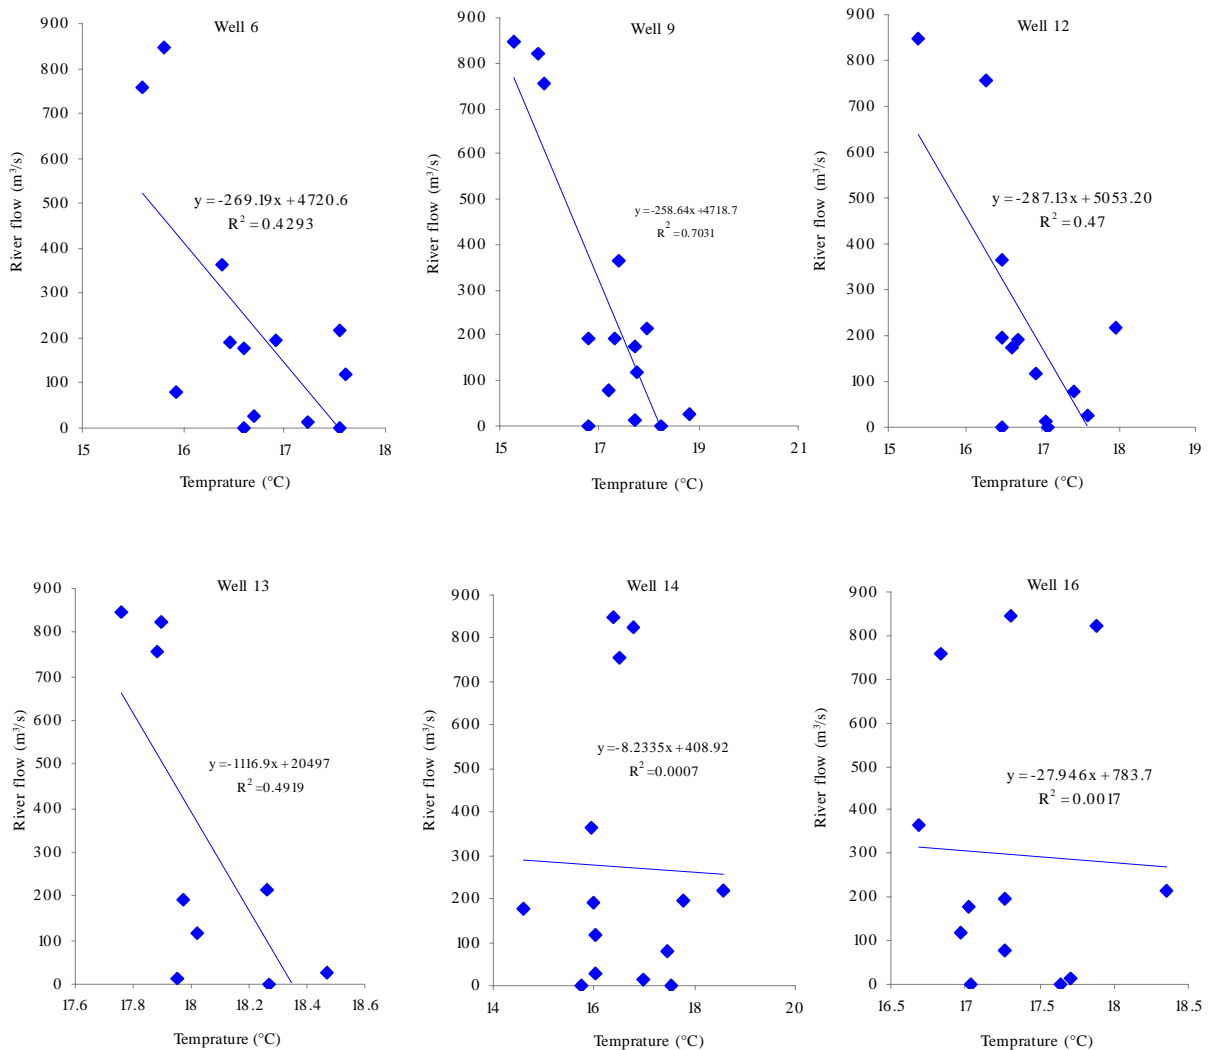 Well 6
900
800
700
600
500
400
300
200
100
0
River flow (m³/s)
y = -269.19x + 4720.6
R² = 0.4293
15 16 17 18
Temprature (°C)
Well 9
900
800
700
600
500
400
300
200
100
0
River flow (m³/s)
y = -258.64x + 4718.7
R² = 0.7031
15 17 19 21
Temprature (°C)
Well 12
900
800
700
600
500
400
300
200
100
0
River flow (m³/s)
y = -287.13x + 5053.20
R² = 0.47
15 16 17 18 19
Temprature (°C)
Well 13
900
800
700
600
500
400
300
200
100
0
River flow (m³/s)
y = -1116.9x + 20497
R² = 0.4919
17.6 17.8 18 18.2 18.4 18.6
Temprature (°C)
Well 14
900
800
700
600
500
400
300
200
100
0
River flow (m³/s)
y = -8.2335x + 408.92
R² = 0.0007
14 16 18 20
Temprature (°C)
Well 16
900
800
700
600
500
400
300
200
100
0
River flow (m³/s)
y = -27.946x + 783.7
R² = 0.0017
16.5 17 17.5 18 18.5
Temprature (°C)